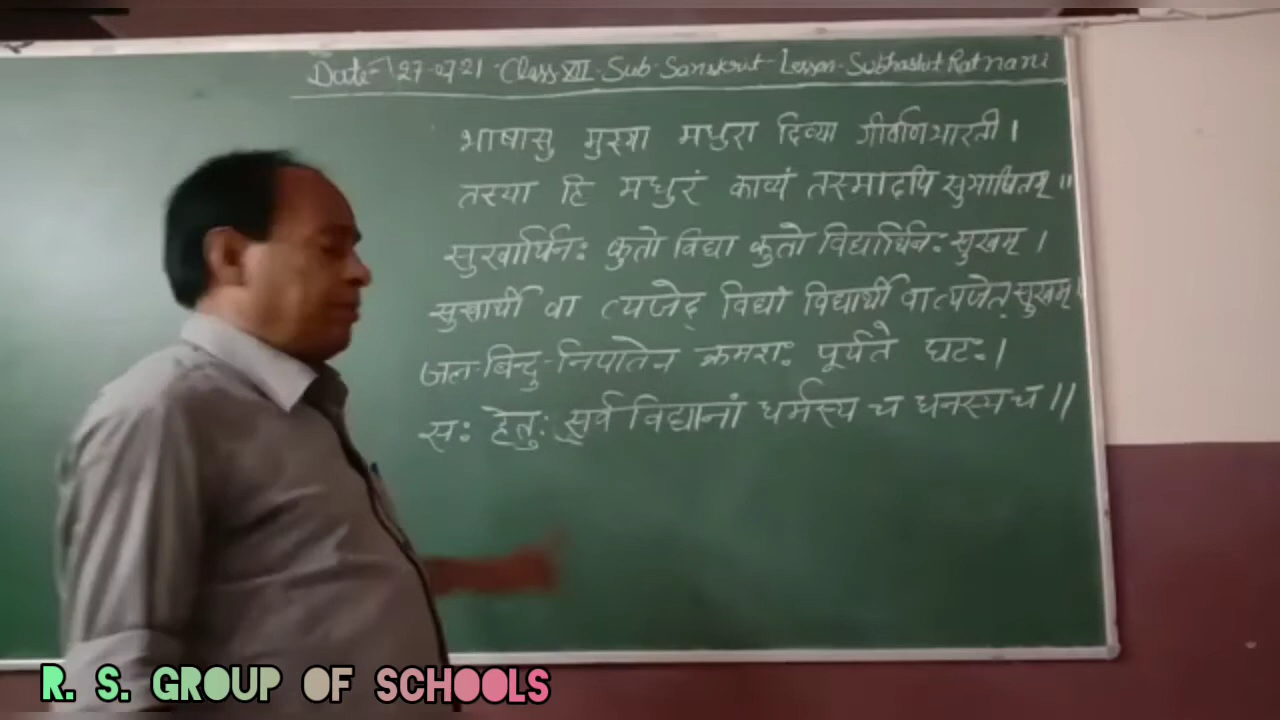 Date- 27-07-21-Class XII-Sub-Sanskrit-Lesson-Subhashit Ratnani
भाषासु मुख्या मधुरा दिव्या गीर्वाणभारती।
तस्या हि मधुरं काव्यं तस्मादपि सुभाषितम्॥
सुखार्थिनः कुतो विद्या कुतो विद्यार्थिनः सुखम्।
सुखार्थी वा त्यजेद् विद्यां विद्यार्थी वा त्यजेत् सुखम्।
जल-बिन्दु-निपातेन क्रमशः पूर्यते घटः।
सः हेतुः सर्व विद्यानां धर्मस्य च धनस्य च॥
R. S. GROUP OF SCHOOLS